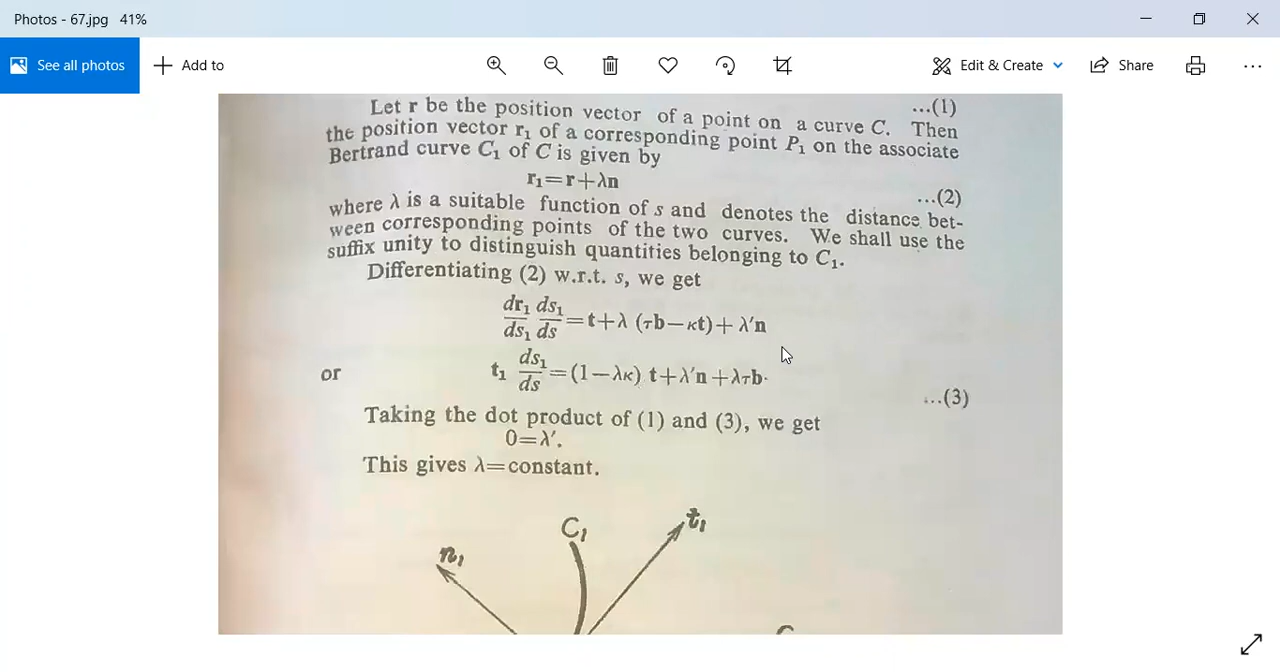 Photos - 67.jpg 41%
See all photos
Add to
Edit & Create
Share
...(1)
Let r be the position vector of a point on a curve C. Then
the position vector r₁ of a corresponding point P₁ on the associate
Bertrand curve C₁ of C is given by
r₁=r+λn
...(2)
where λ is a suitable function of s and denotes the distance bet-
ween corresponding points of the two curves. We shall use the
suffix unity to distinguish quantities belonging to C₁.
Differentiating (2) w.r.t. s, we get
dr₁/ds₁ ds₁/ds =t+λ (τb−κt)+λ′n
or t₁ ds₁/ds =(1−λκ) t+λ′n+λτb.
...(3)
Taking the dot product of (1) and (3), we get
0=λ′.
This gives λ=constant.
C₁
t₁
n₁